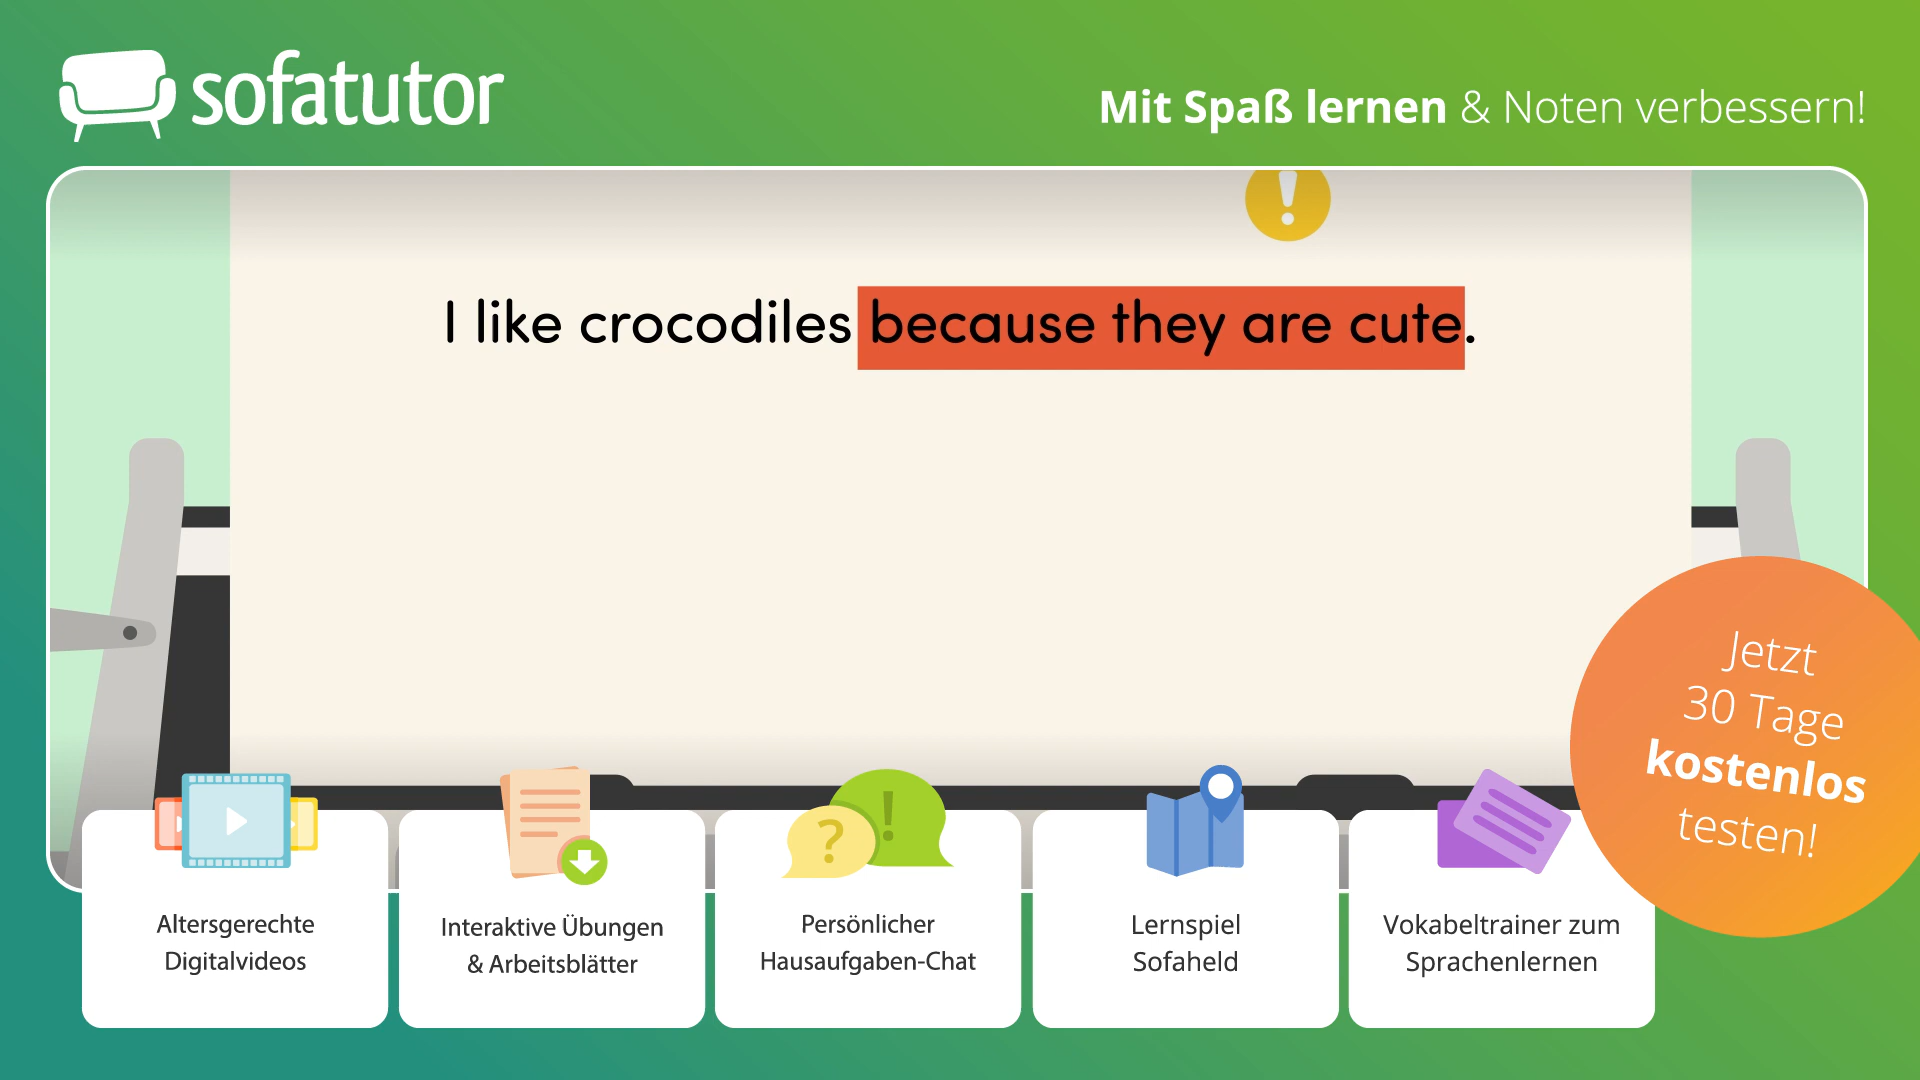 sofatutor
Mit Spaß lernen & Noten verbessern!
I like crocodiles because they are cute.
Jetzt
30 Tage
kostenlos
testen!
Altersgerechte
Digitalvideos
Interaktive Übungen
& Arbeitsblätter
Persönlicher
Hausaufgaben-Chat
Lernspiel
Sofaheld
Vokabeltrainer zum
Sprachenlernen